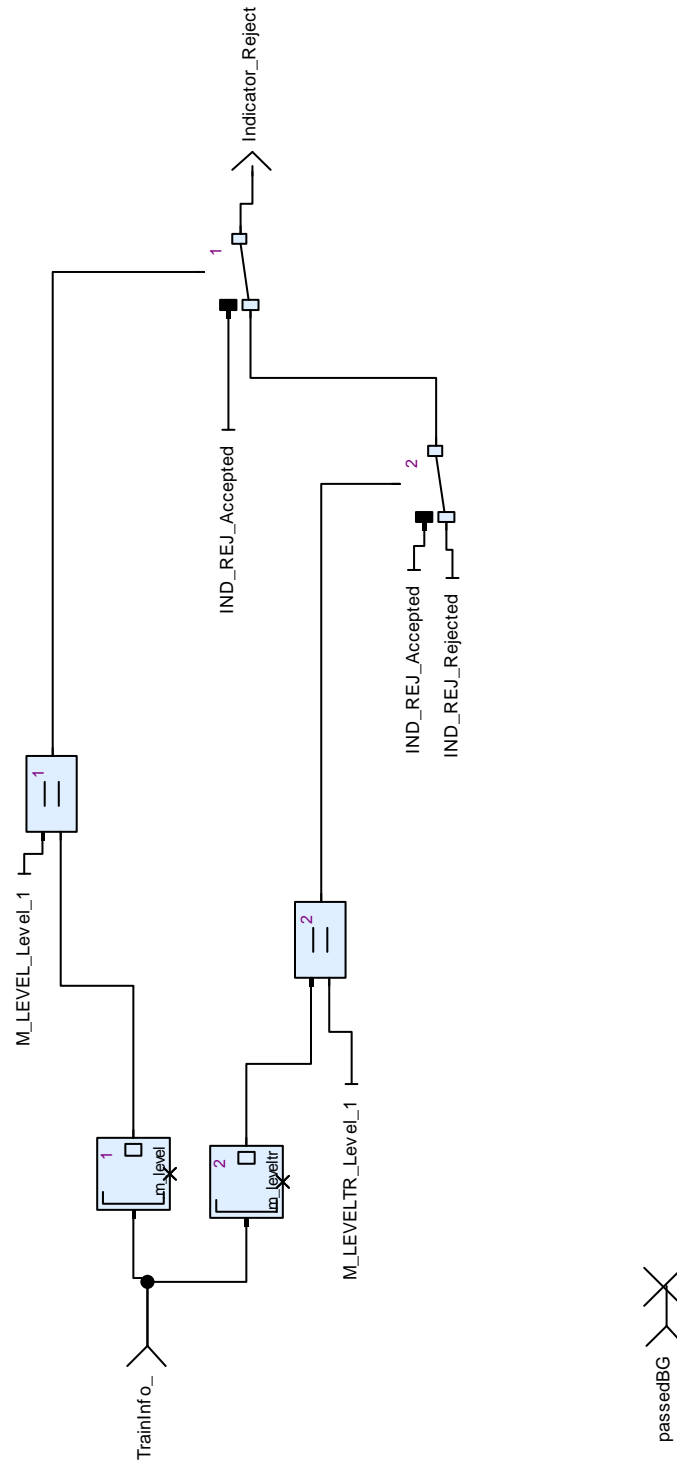 TrainInfo_
1
m_level
2
m_leveltr
M_LEVEL_Level_1
1
=
M_LEVELTR_Level_1
2
=
IND_REJ_Accepted
1
IND_REJ_Accepted
IND_REJ_Rejected
2
Indicator_Reject
passedBG